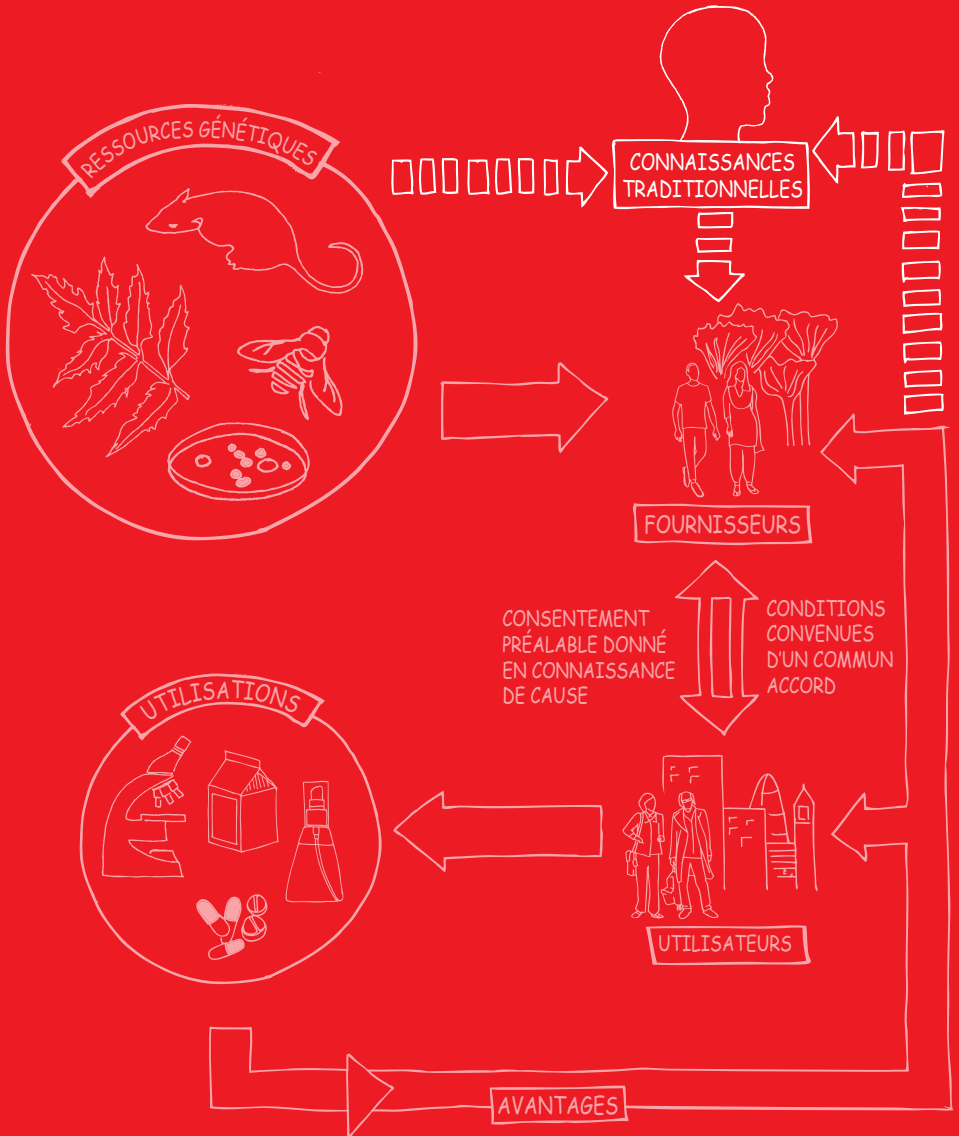 RESSOURCES GÉNÉTIQUES
CONNAISSANCES
TRADITIONNELLES
FOURNISSEURS
CONSENTEMENT
PRÉALABLE DONNÉ
EN CONNAISSANCE
DE CAUSE
CONDITIONS
CONVENUES
D'UN COMMUN
ACCORD
UTILISATIONS
UTILISATEURS
AVANTAGES